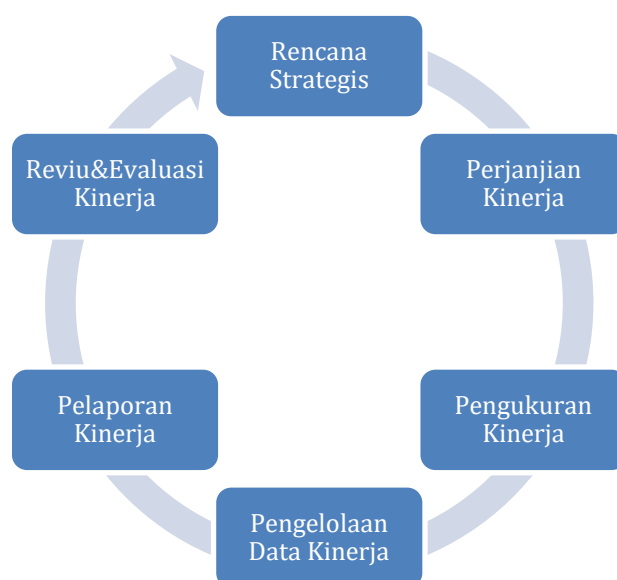 Rencana
Strategis
Perjanjian
Kinerja
Pengukuran
Kinerja
Pengelolaan
Data Kinerja
Pelaporan
Kinerja
Reviu&Evaluasi
Kinerja